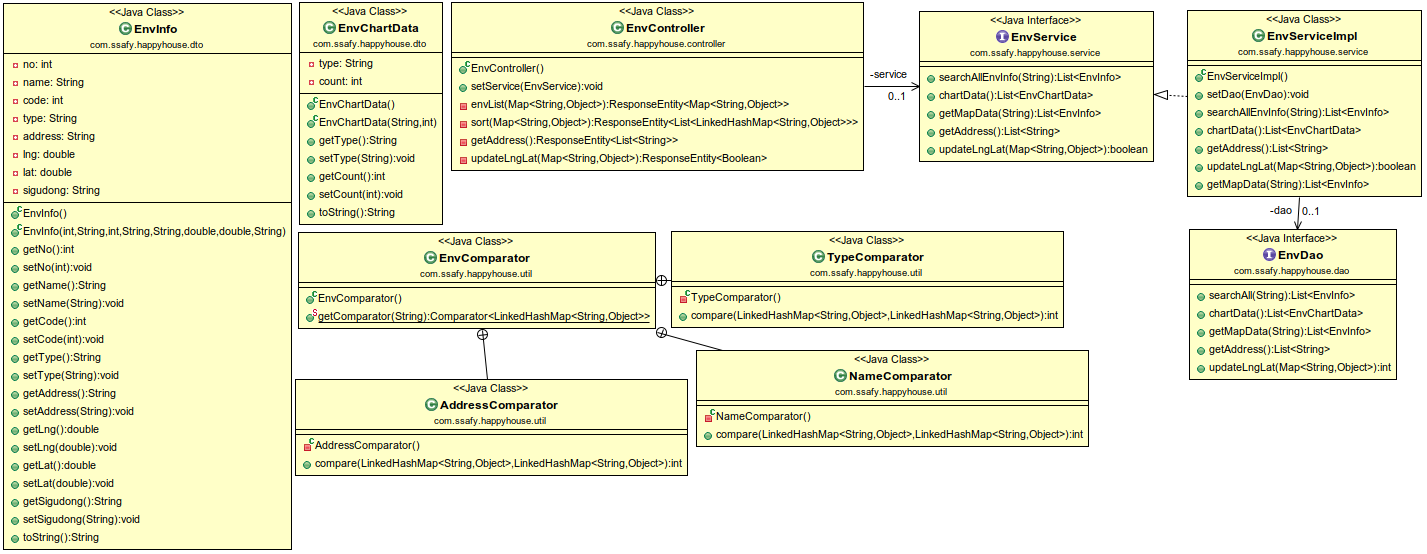 <<Java Class>>
EnvInfo
com.ssafy.happyhouse.dto
no: int
name: String
code: int
type: String
address: String
lng: double
lat: double
sigudong: String
EnvInfo()
EnvInfo(int,String,int,String,String,double,double,String)
getNo():int
setNo(int):void
getName():String
setName(String):void
getCode():int
setCode(int):void
getType():String
setType(String):void
getAddress():String
setAddress(String):void
getLng():double
setLng(double):void
getLat():double
setLat(double):void
getSigudong():String
setSigudong(String):void
toString():String
<<Java Class>>
EnvChartData
com.ssafy.happyhouse.dto
type: String
count: int
EnvChartData()
EnvChartData(String,int)
getType():String
setType(String):void
getCount():int
setCount(int):void
toString():String
<<Java Class>>
EnvController
com.ssafy.happyhouse.controller
EnvController()
setService(EnvService):void
envList(Map<String,Object>):ResponseEntity<Map<String,Object>>
sort(Map<String,Object>):ResponseEntity<List<LinkedHashMap<String,Object>>>
getAddress():ResponseEntity<List<String>>
updateLngLat(Map<String,Object>):ResponseEntity<Boolean>
-service
0..1
<<Java Interface>>
EnvService
com.ssafy.happyhouse.service
searchAllEnvInfo(String):List<EnvInfo>
chartData():List<EnvChartData>
getMapData(String):List<EnvInfo>
getAddress():List<String>
updateLngLat(Map<String,Object>):boolean
<<Java Class>>
EnvServiceImpl
com.ssafy.happyhouse.service
EnvServiceImpl()
setDao(EnvDao):void
searchAllEnvInfo(String):List<EnvInfo>
chartData():List<EnvChartData>
getAddress():List<String>
updateLngLat(Map<String,Object>):boolean
getMapData(String):List<EnvInfo>
-dao
0..1
<<Java Interface>>
EnvDao
com.ssafy.happyhouse.dao
searchAll(String):List<EnvInfo>
chartData():List<EnvChartData>
getMapData(String):List<EnvInfo>
getAddress():List<String>
updateLngLat(Map<String,Object>):int
<<Java Class>>
EnvComparator
com.ssafy.happyhouse.util
EnvComparator()
getComparator(String):Comparator<LinkedHashMap<String,Object>>
<<Java Class>>
TypeComparator
com.ssafy.happyhouse.util
TypeComparator()
compare(LinkedHashMap<String,Object>,LinkedHashMap<String,Object>):int
<<Java Class>>
AddressComparator
com.ssafy.happyhouse.util
AddressComparator()
compare(LinkedHashMap<String,Object>,LinkedHashMap<String,Object>):int
<<Java Class>>
NameComparator
com.ssafy.happyhouse.util
NameComparator()
compare(LinkedHashMap<String,Object>,LinkedHashMap<String,Object>):int